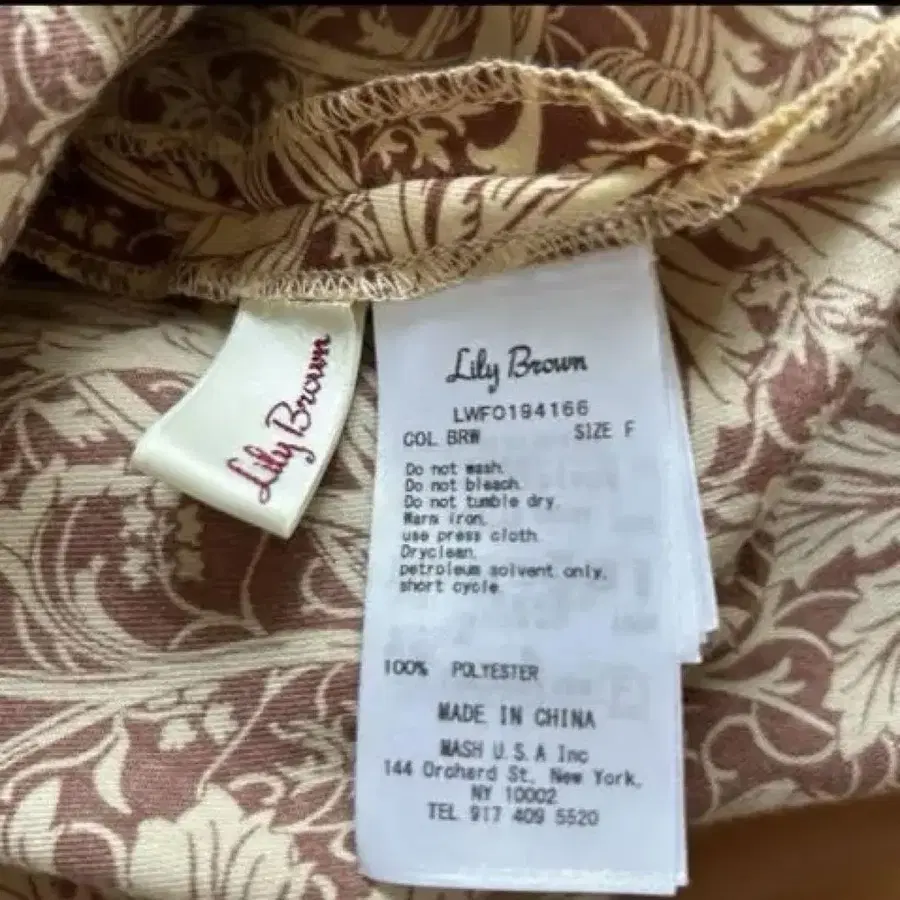 Lily Brown
Lily Brown
LWFO194166
COL BRW SIZE F
Do not wash.
Do not bleach.
Do not tumble dry.
Warm iron.
use press cloth.
Dryclean.
petroleum solvent only.
short cycle.
100% POLYESTER
MADE IN CHINA
MASH U.S.A Inc
144 Orchard St, New York,
NY 10002
TEL 917 409 5520